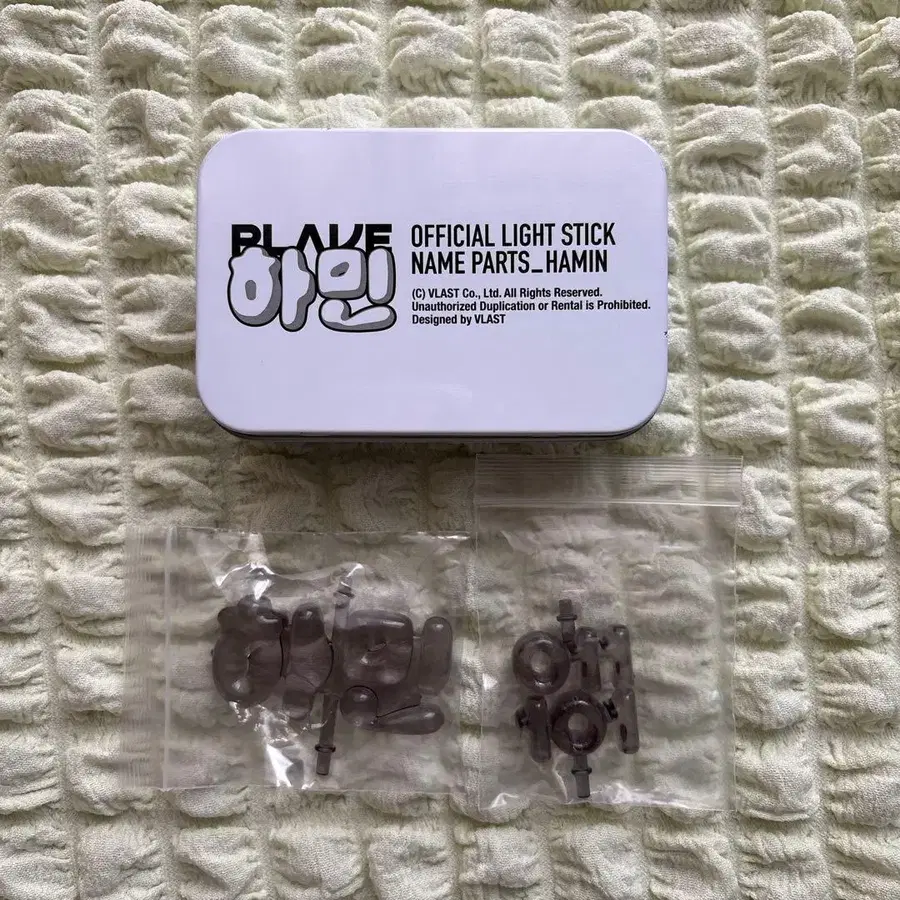 PLAVE
하민
OFFICIAL LIGHT STICK
NAME PARTS_HAMIN
(C) VLAST Co., Ltd. All Rights Reserved.
Unauthorized Duplication or Rental is Prohibited.
Designed by VLAST